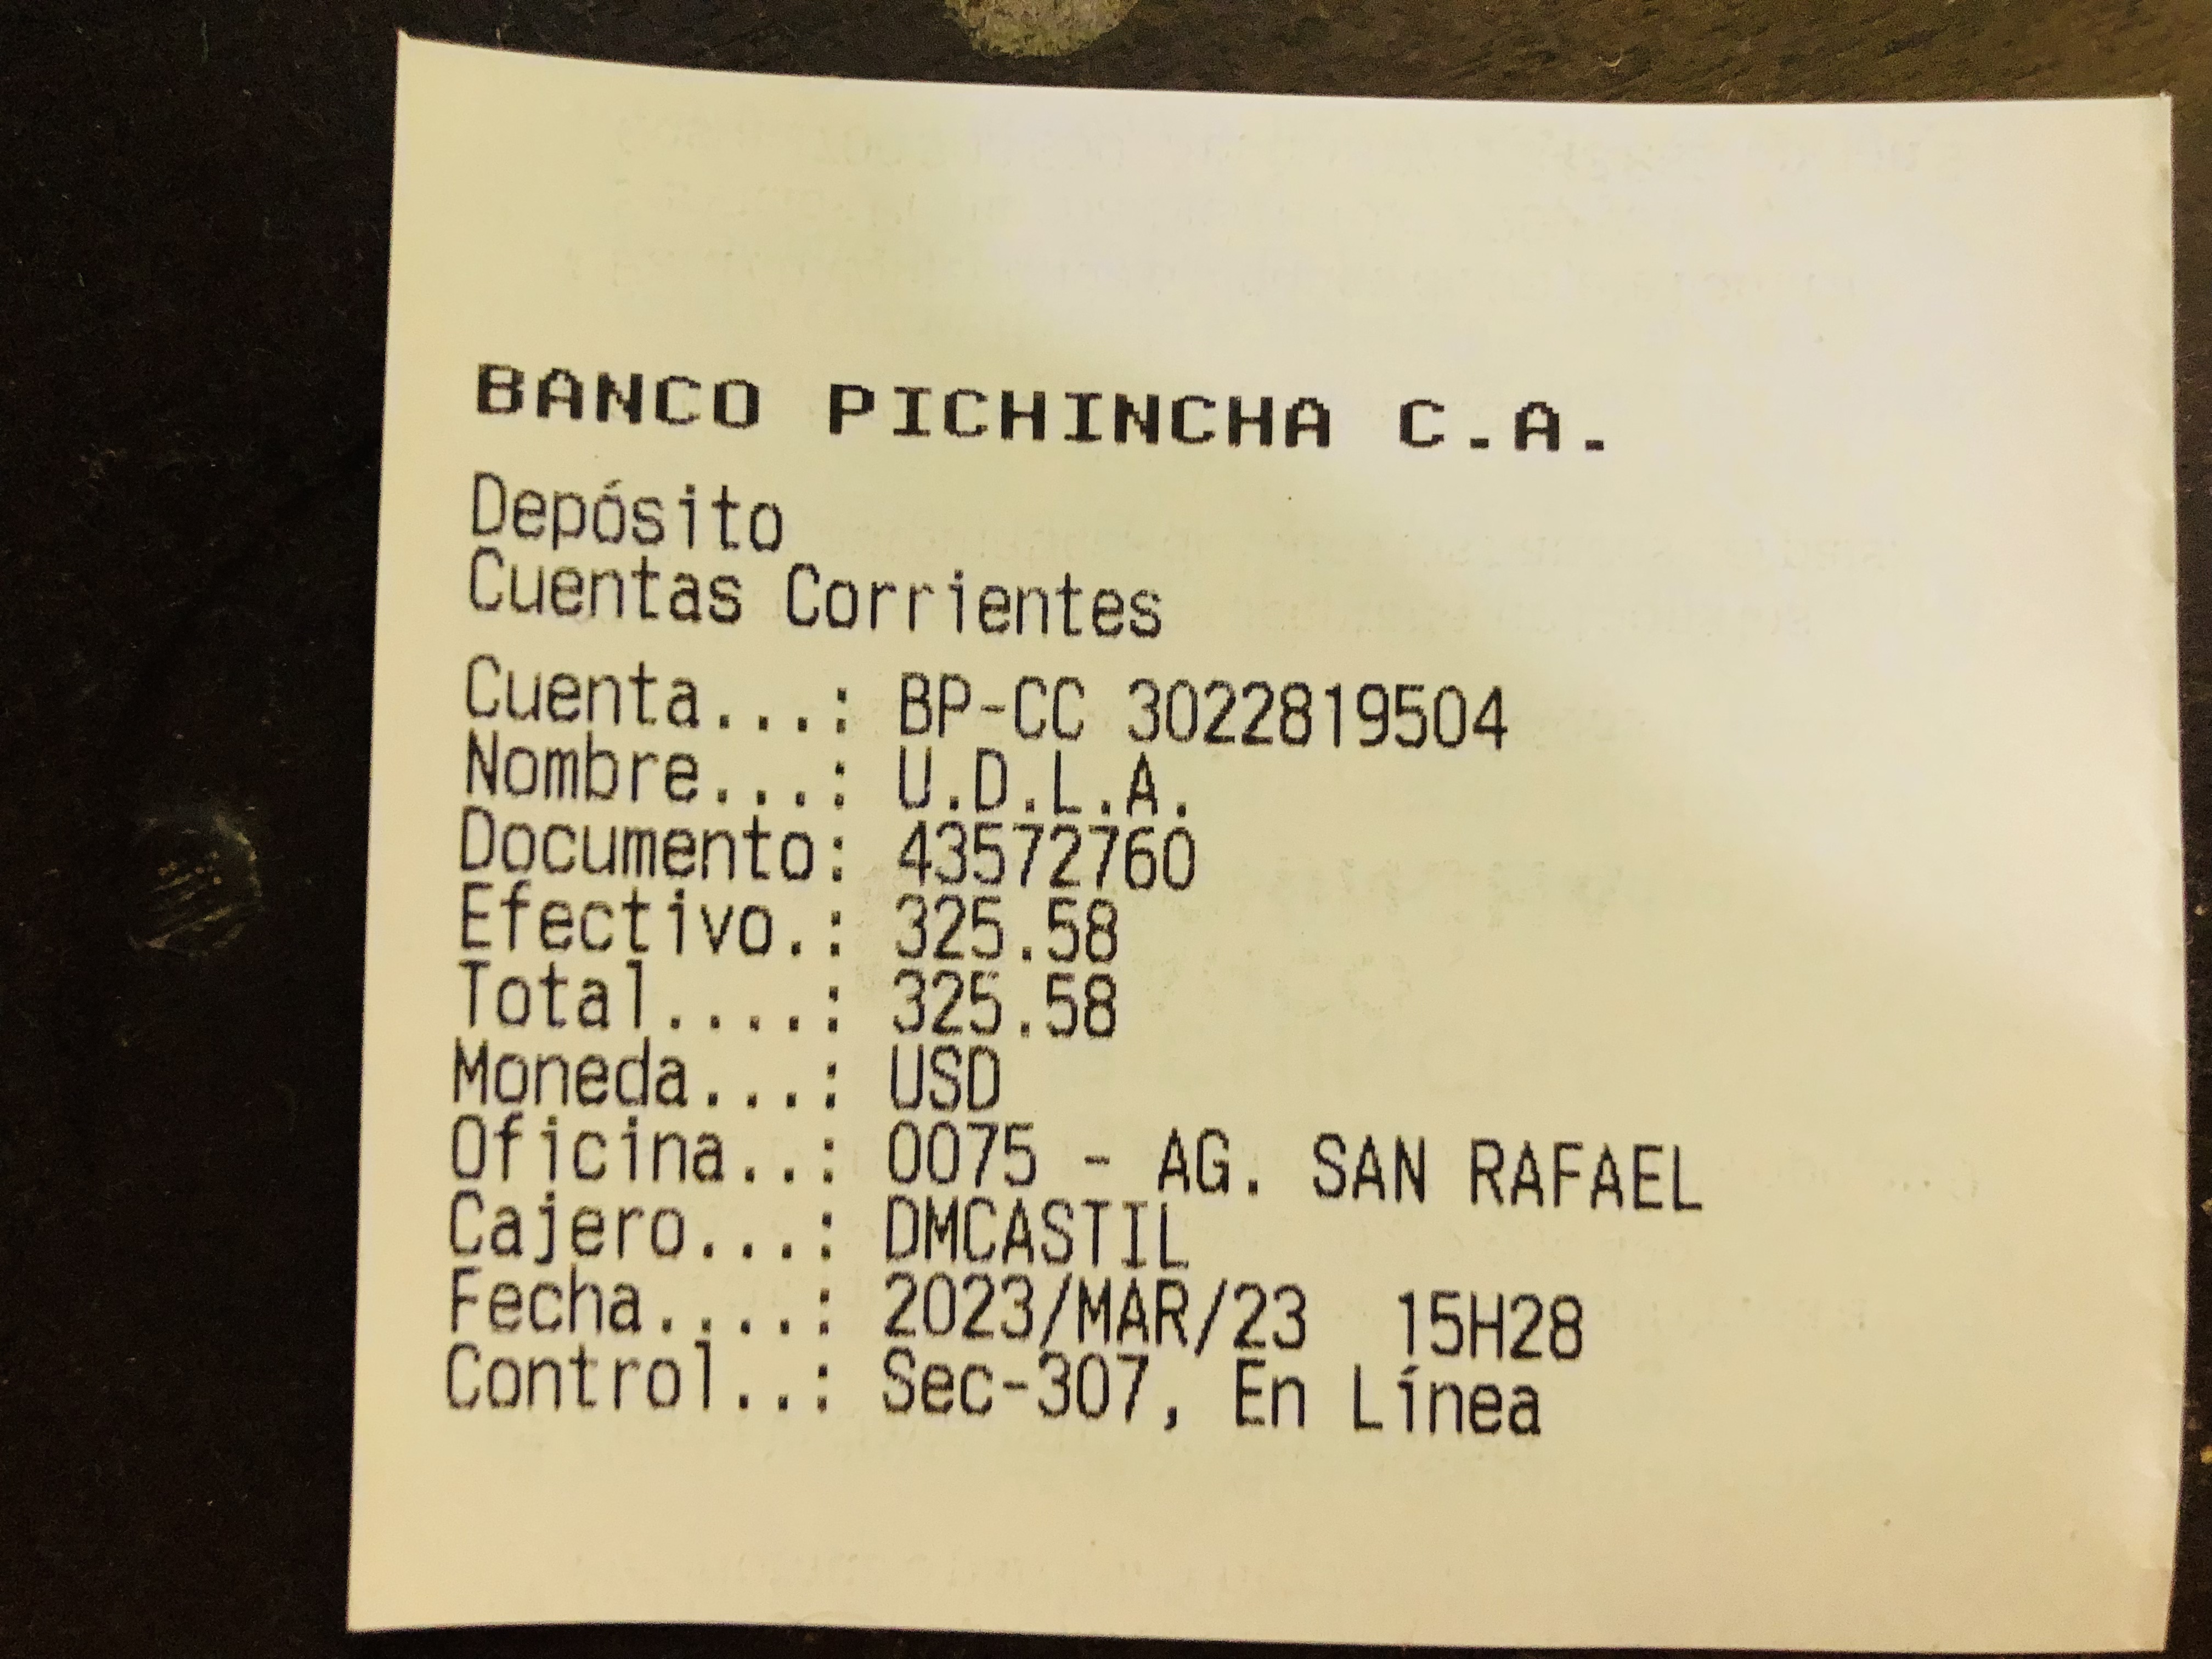 BANCO PICHINCHA C.A.
Depósito
Cuentas Corrientes
Cuenta...: BP-CC 3022819504
Nombre...: U.D.L.A.
Documento: 43572760
Efectivo.: 325.58
Total....: 325.58
Moneda...: USD
Oficina..: 0075 - AG. SAN RAFAEL
Cajero...: DMCASTIL
Fecha....: 2023/MAR/23 15H28
Control..: Sec-307, En Línea